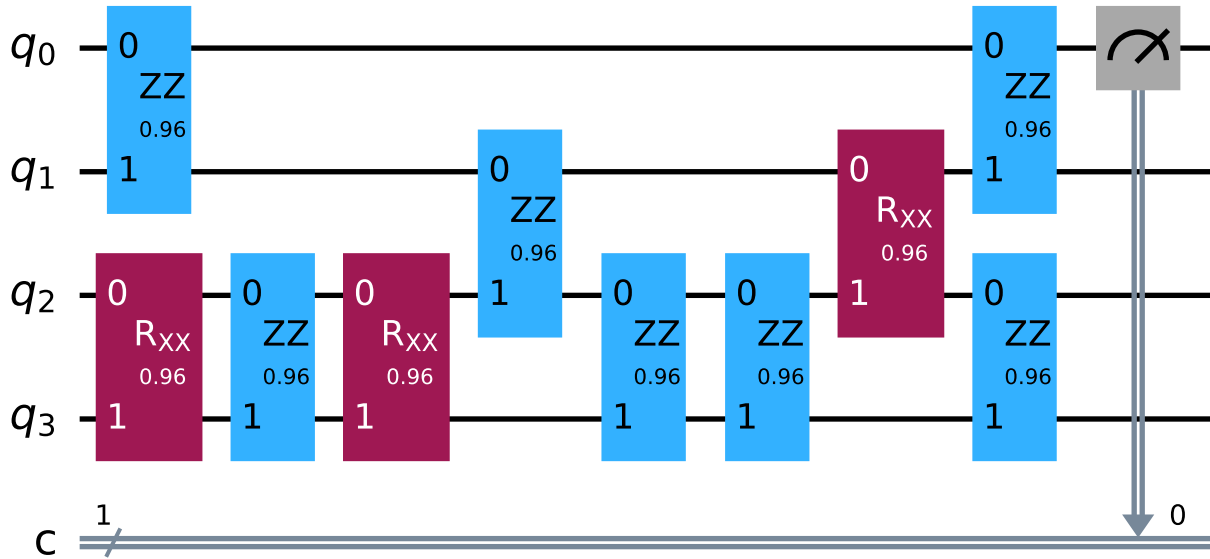 q0 0 ZZ 0.96 1 0 ZZ 0.96 1
q1 0 ZZ 0.96 1 0 RXX 0.96 1
q2 0 RXX 0.96 1 0 ZZ 0.96 1 0 RXX 0.96 1 0 ZZ 0.96 1 0 ZZ 0.96 1 0 ZZ 0.96 1
q3
c 1 0